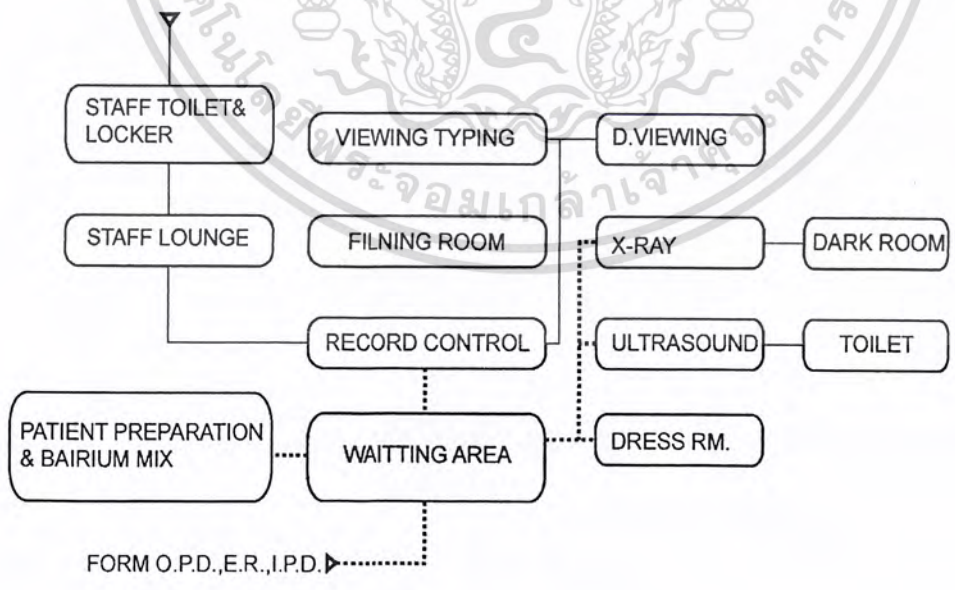 STAFF TOILET&
LOCKER
VIEWING TYPING
D.VIEWING
STAFF LOUNGE
FILNING ROOM
X-RAY
DARK ROOM
RECORD CONTROL
ULTRASOUND
TOILET
PATIENT PREPARATION
& BAIRIUM MIX
WAITTING AREA
DRESS RM.
FORM O.P.D.,E.R.,I.P.D.